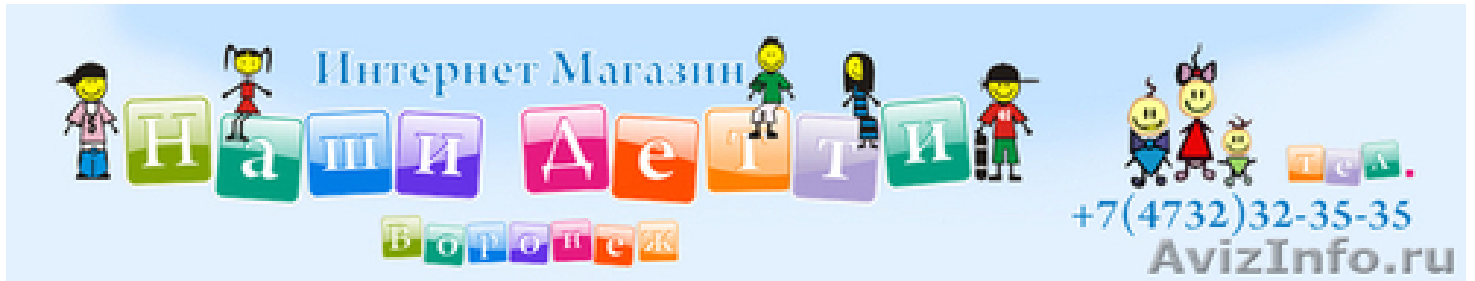 Интернет Магазин
Наши Детти
Воронеж
тел.
+7(4732)32-35-35
AvizInfo.ru